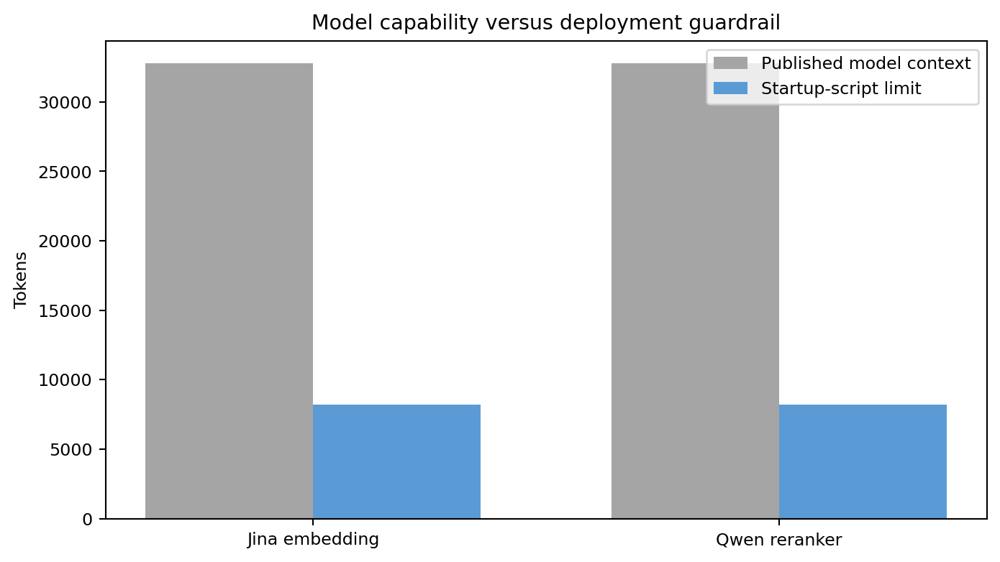 Model capability versus deployment guardrail
Published model context
Startup-script limit
Tokens
30000
25000
20000
15000
10000
5000
0
Jina embedding
Qwen reranker